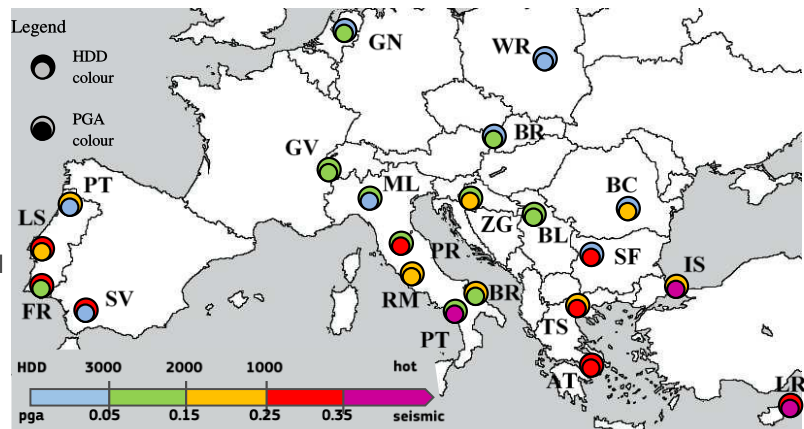 Legend
HDD
colour
PGA
colour
GN
WR
BR
GV
ML
ZG
BL
BC
PT
LS
FR
SV
PR
RM
BR
PT
SF
IS
TS
AT
LR
HDD 3000 2000 1000 hot
pga 0.05 0.15 0.25 0.35 seismic